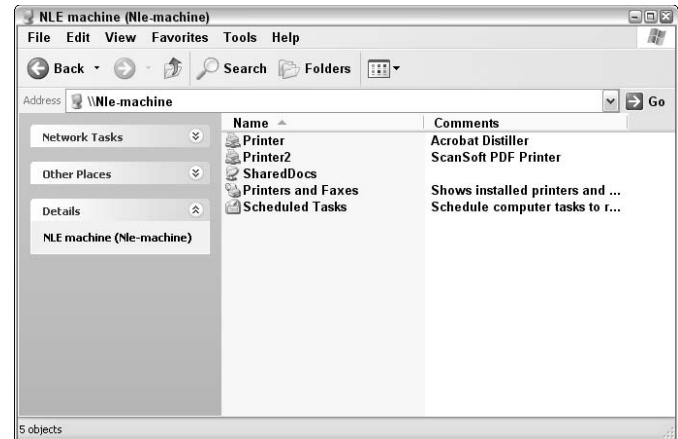 NLE machine (Nle-machine)
File Edit View Favorites Tools Help
Back Search Folders
Address \\Nle-machine Go
Name Comments
Network Tasks
Printer Acrobat Distiller
Printer2 ScanSoft PDF Printer
Other Places
SharedDocs
Printers and Faxes Shows installed printers and ...
Details
Scheduled Tasks Schedule computer tasks to r...
NLE machine (Nle-machine)
5 objects